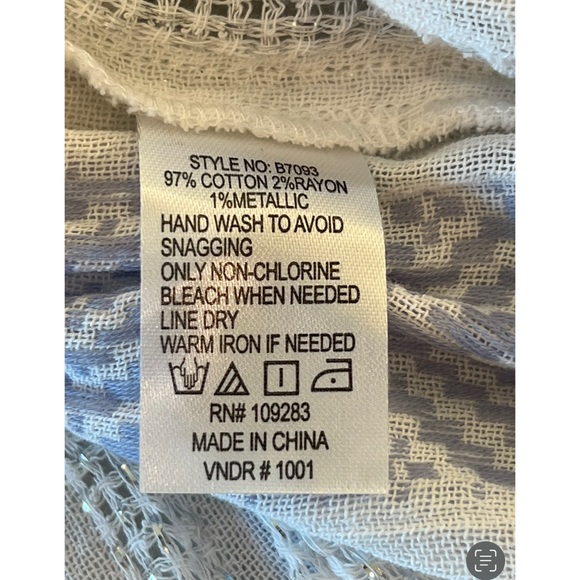 STYLE NO: B7093
97% COTTON 2%RAYON
1%METALLIC
HAND WASH TO AVOID
SNAGGING
ONLY NON-CHLORINE
BLEACH WHEN NEEDED
LINE DRY
WARM IRON IF NEEDED
RN# 109283
MADE IN CHINA
VNDR # 1001